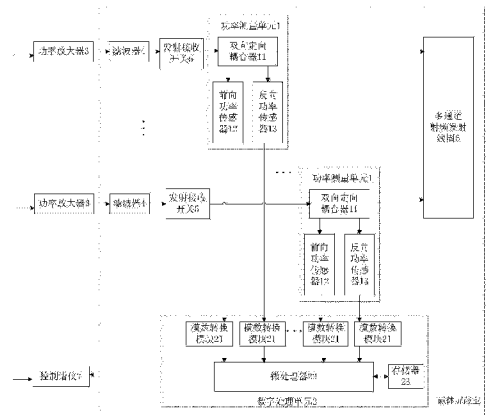 功率测量单元1
功率放大器3
滤波器4
发射接收
开关5
双向定向
耦合器11
前向
功率
传感
器12
反向
功率
传感
器13
多通道
射频发射
线圈6
功率测量单元1
功率放大器3
滤波器4
发射接收
开关5
双向定向
耦合器11
前向
功率
传感
器12
反向
功率
传感
器13
模数转换
模块21
模数转换
模块21
模数转换
模块21
模数转换
模块21
控制谱仪7
微处理器22
存储器
23
数字处理单元2